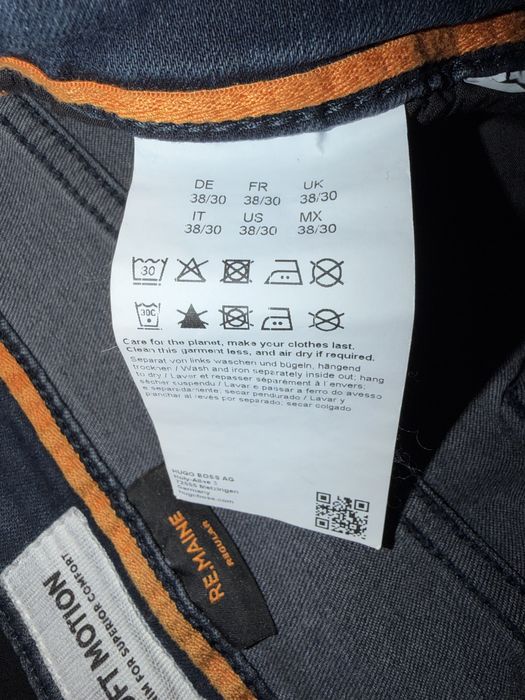 DE FR UK
38/30 38/30 38/30
IT US MX
38/30 38/30 38/30
30
30C
Care for the planet, make your clothes last.
Clean this garment less, and air dry if required.
Separat von links waschen und bügeln, hängend
trocknen / Wash and iron separately inside out; hang
to dry / Laver et repasser séparément à l'envers;
sécher suspendu / Lavar e passar a ferro do avesso
e separadamente; secar pendurado / Lavar y
planchar al revés por separado; secar colgado
HUGO BOSS AG
72555 Metzingen
Germany
hugoboss.com
RE.MAINE
REGULAR
OFT MOTION
IM FOR SUPERIOR COMFORT